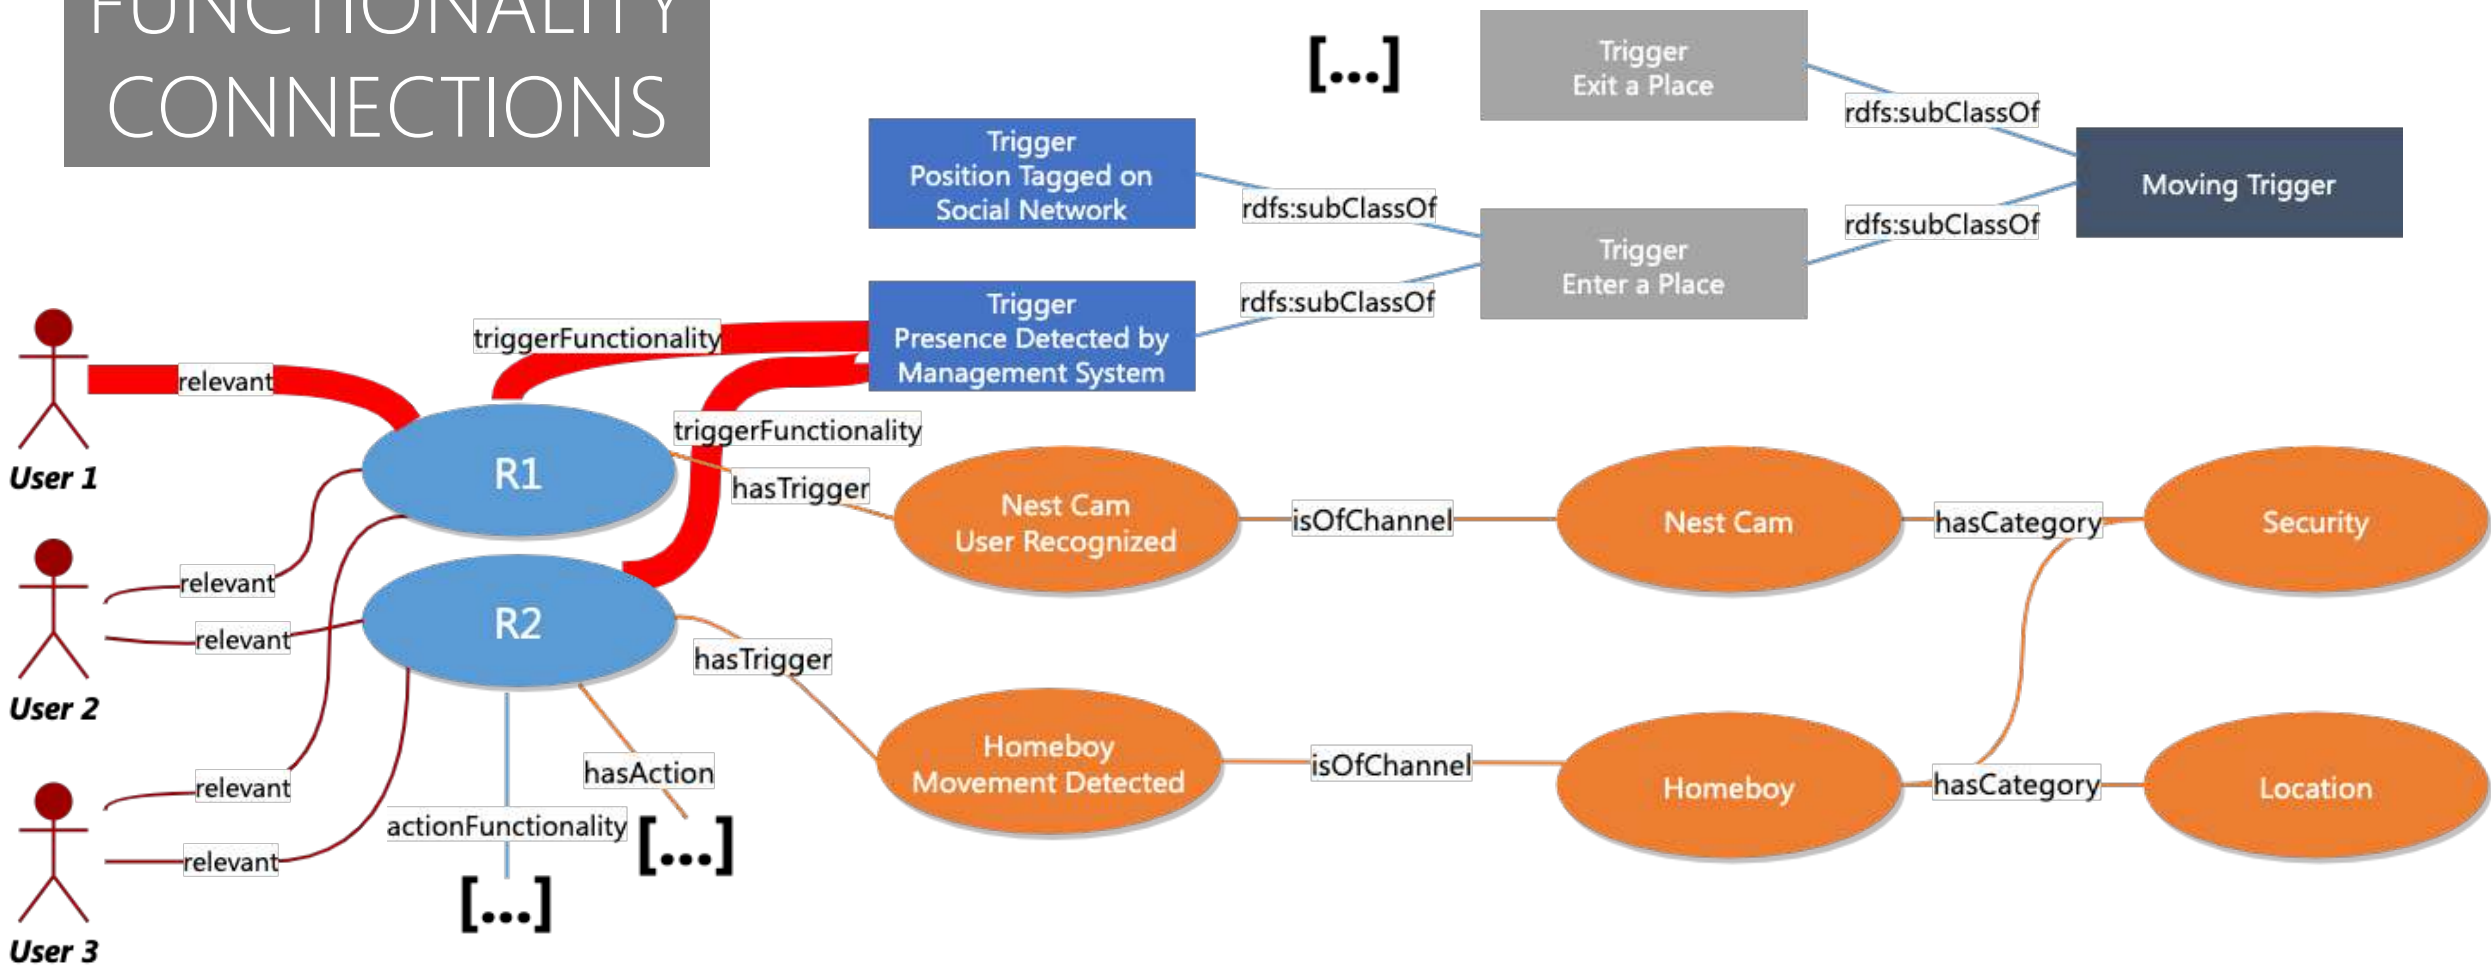 FUNCTIONALITY
CONNECTIONS
[...]
Trigger
Exit a Place
rdfs:subClassOf
Trigger
Position Tagged on
Social Network
rdfs:subClassOf
Moving Trigger
rdfs:subClassOf
Trigger
Enter a Place
Trigger
Presence Detected by
Management System
rdfs:subClassOf
triggerFunctionality
relevant
User 1
triggerFunctionality
R1
hasTrigger
Nest Cam
User Recognized
isOfChannel
Nest Cam
hasCategory
Security
relevant
relevant
User 2
R2
hasTrigger
Homeboy
Movement Detected
isOfChannel
Homeboy
hasCategory
Location
hasAction
[...]
relevant
actionFunctionality
[...]
relevant
User 3